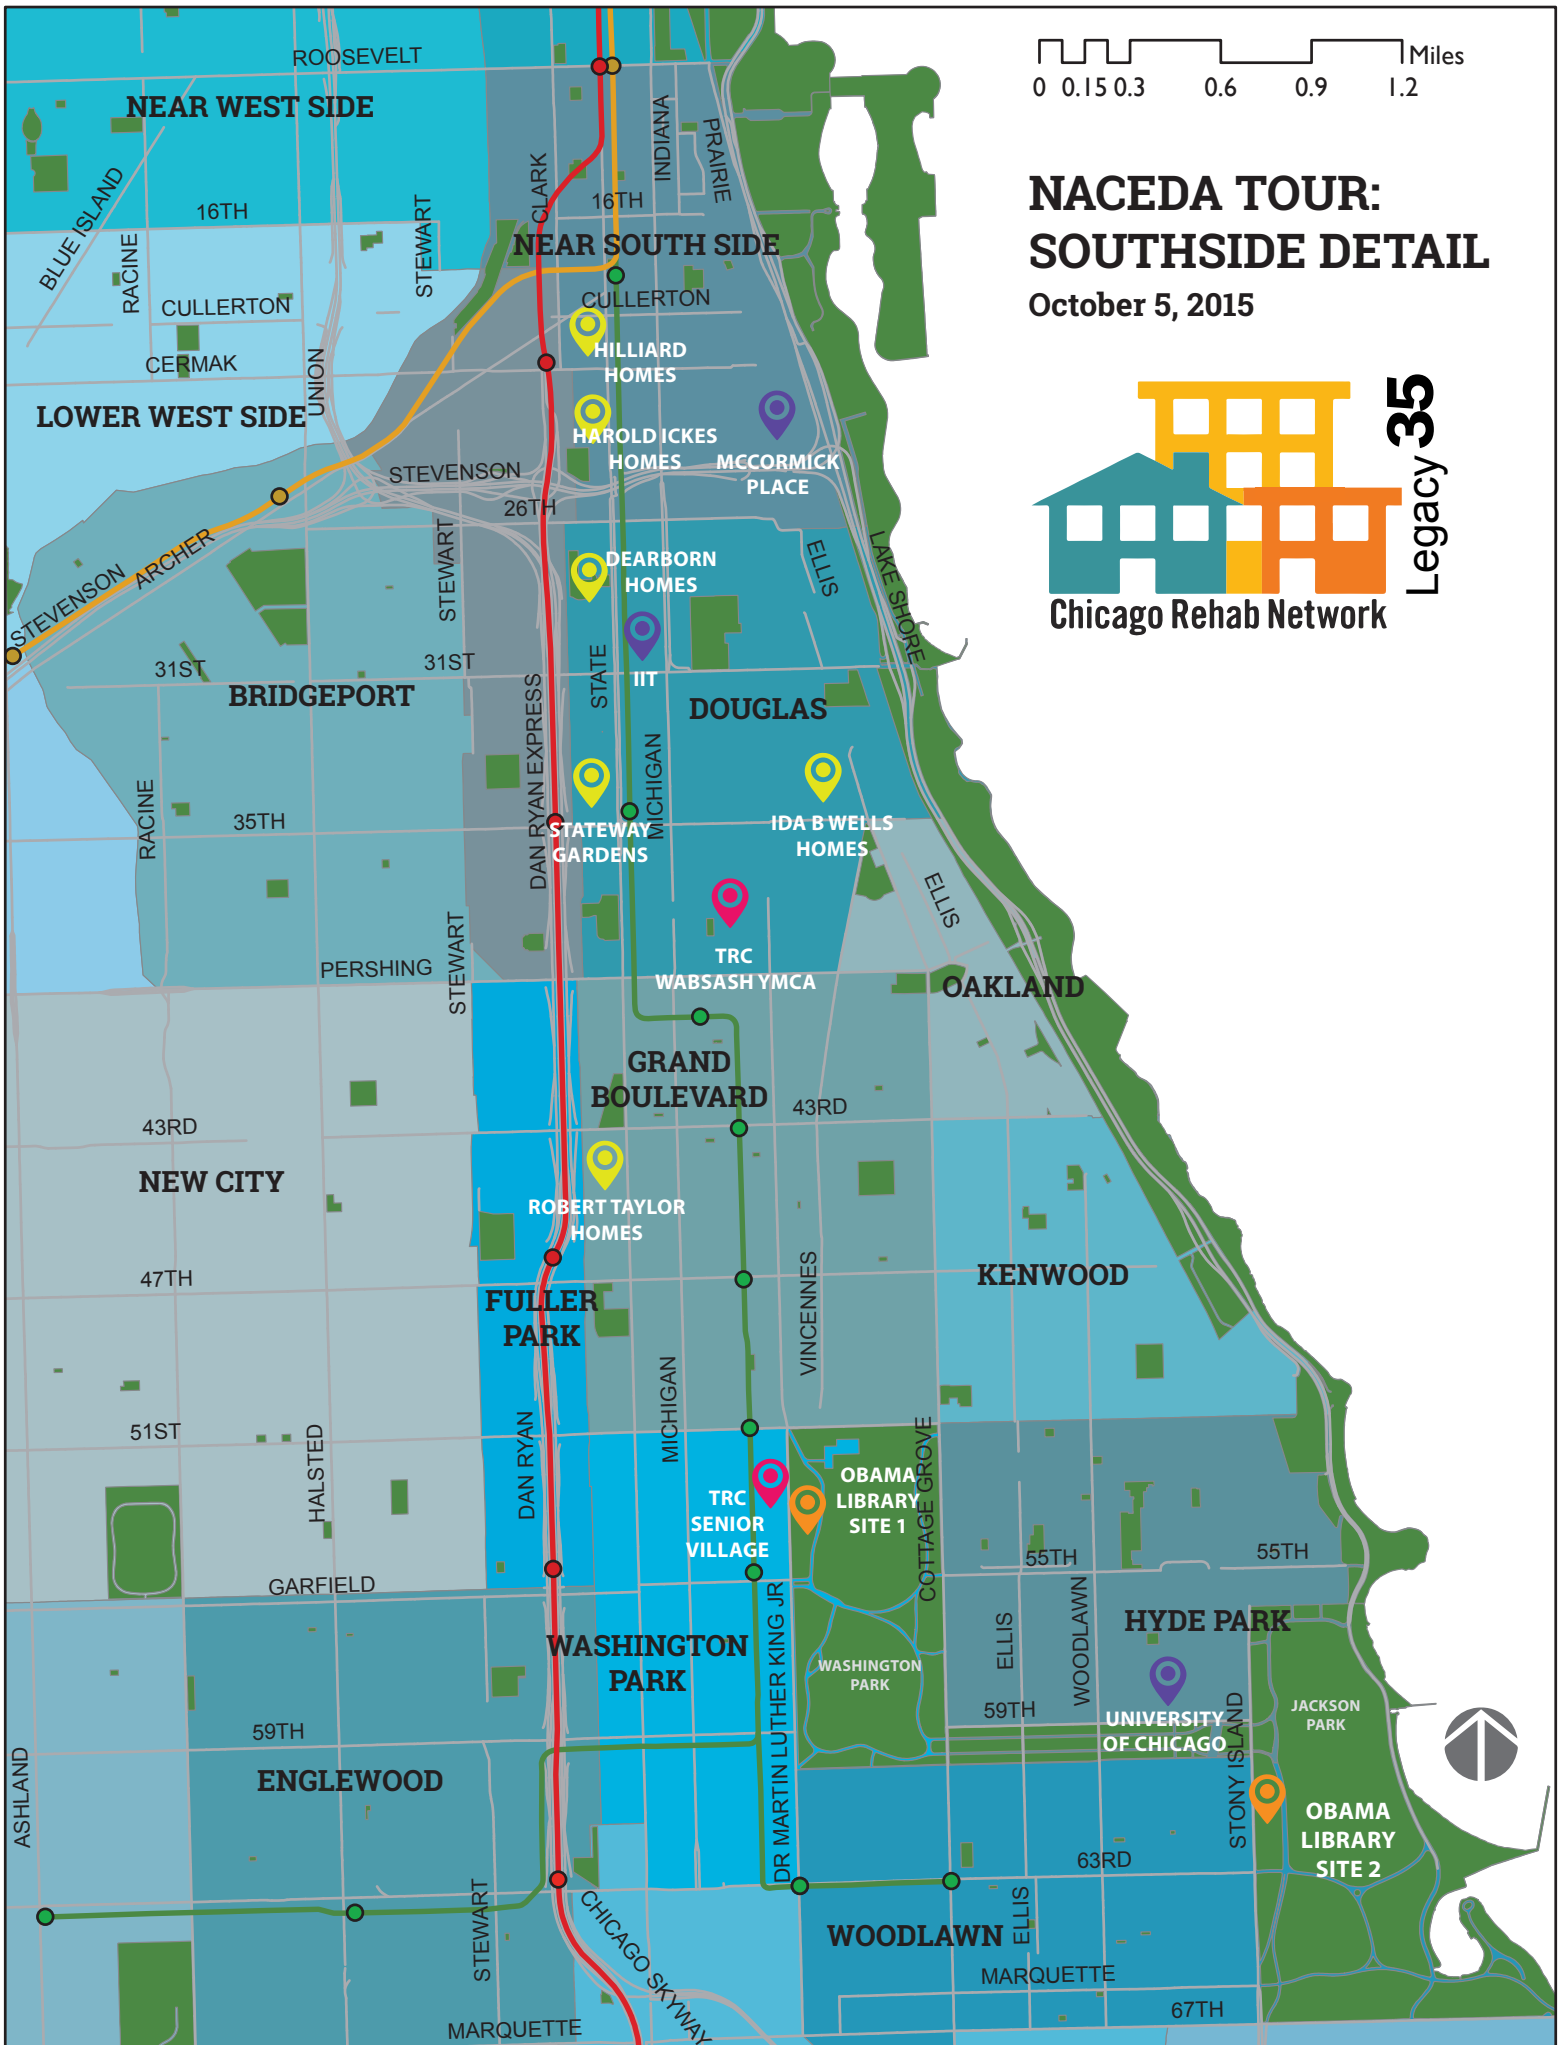 ROOSEVELT
NEAR WEST SIDE
BLUE ISLAND
16TH
RACINE
STEWART
CULLERTON
CERMAK
UNION
LOWER WEST SIDE
CLARK
INDIANA
PRAIRIE
16TH
NEAR SOUTH SIDE
CULLERTON
HILLIARD
HOMES
HAROLD ICKES
HOMES
MCCORMICK
PLACE
STEVENSON
26TH
0 0.15 0.3 0.6 0.9 1.2
Miles
NACEDA TOUR:
SOUTHSIDE DETAIL
October 5, 2015
Legacy 35
Chicago Rehab Network
STEVENSON
ARCHER
STEWART
DEARBORN
HOMES
ELLIS
LAKE SHORE
31ST
31ST
BRIDGEPORT
STATE
IIT
DOUGLAS
DAN RYAN EXPRESS
MICHIGAN
RACINE
35TH
STATEWAY
GARDENS
IDA B WELLS
HOMES
ELLIS
STEWART
PERSHING
TRC
WABSASH YMCA
OAKLAND
GRAND
BOULEVARD
43RD
43RD
NEW CITY
ROBERT TAYLOR
HOMES
47TH
FULLER
PARK
VINCENNES
KENWOOD
MICHIGAN
51ST
HALSTED
DAN RYAN
COTTAGE GROVE
TRC
SENIOR
VILLAGE
OBAMA
LIBRARY
SITE 1
55TH
55TH
GARFIELD
ELLIS
WOODLAWN
HYDE PARK
WASHINGTON
PARK
DR MARTIN LUTHER KING JR
WASHINGTON
PARK
59TH
59TH
UNIVERSITY
OF CHICAGO
STONY ISLAND
JACKSON
PARK
ASHLAND
ENGLEWOOD
OBAMA
LIBRARY
SITE 2
63RD
STEWART
CHICAGO SKYWAY
WOODLAWN
ELLIS
MARQUETTE
67TH
MARQUETTE